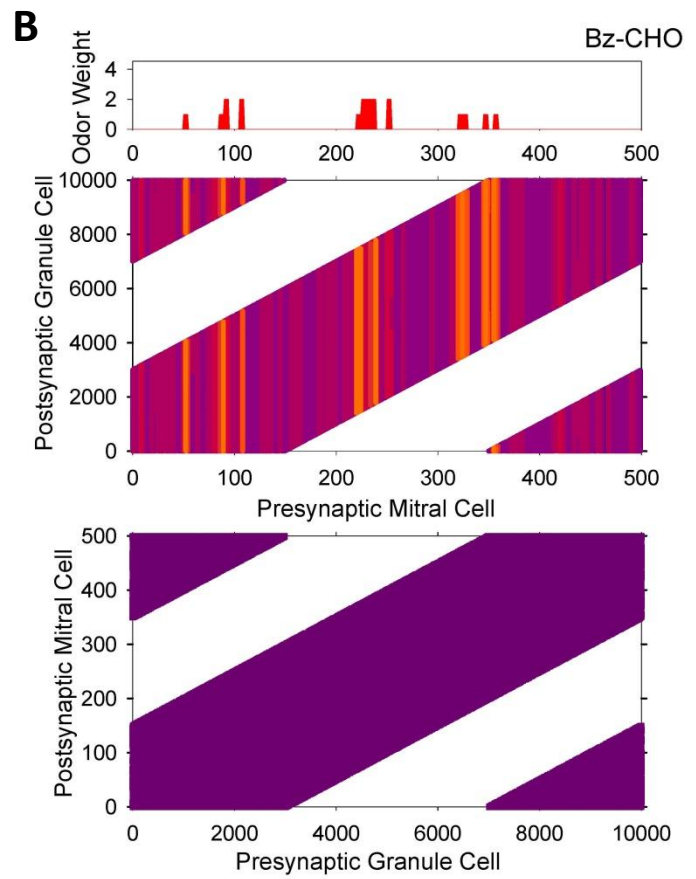 B
Bz-CHO
Odor Weight
4
2
0
0 100 200 300 400 500
Postsynaptic Granule Cell
10000
8000
6000
4000
2000
0
0 100 200 300 400 500
Presynaptic Mitral Cell
Postsynaptic Mitral Cell
500
400
300
200
100
0
0 2000 4000 6000 8000 10000
Presynaptic Granule Cell